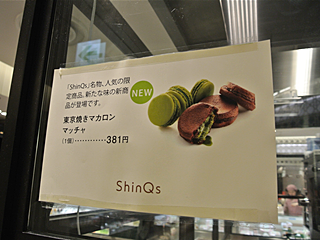 「ShinQs」名物、人気の限
定商品。新たな味の新商
品が登場です。
NEW
東京焼きマカロン
マッチャ
(1個)…………381円
ShinQs